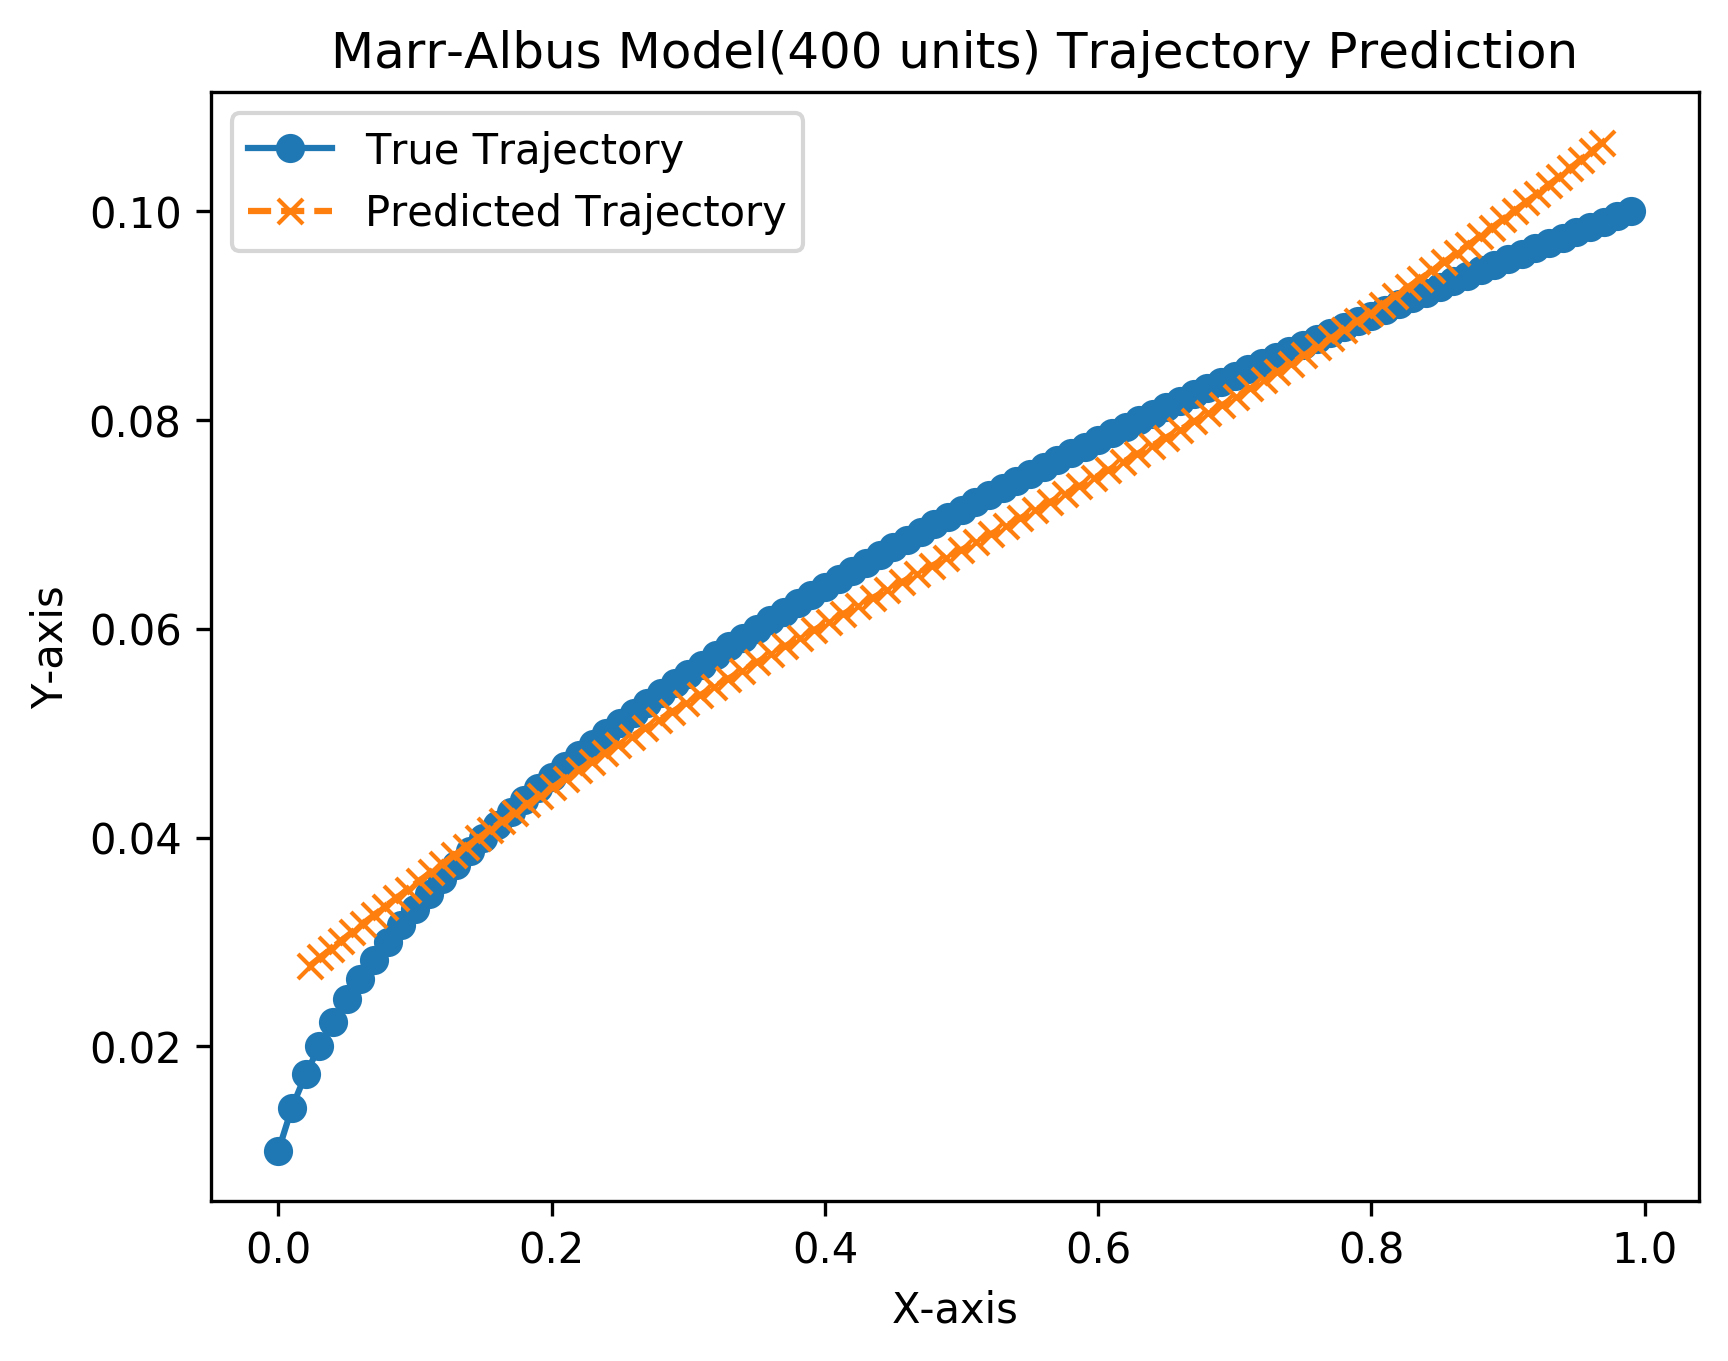 Marr-Albus Model(400 units) Trajectory Prediction
True Trajectory
Predicted Trajectory
0.10
0.08
0.06
0.04
0.02
Y-axis
0.0 0.2 0.4 0.6 0.8 1.0
X-axis